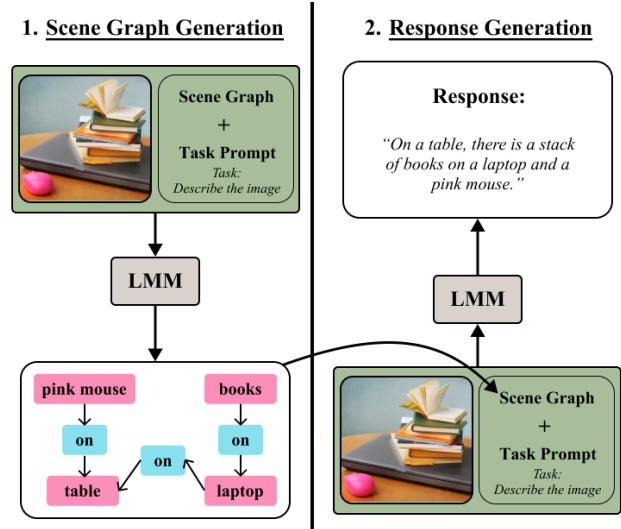 1. Scene Graph Generation
Scene Graph
+
Task Prompt
Task:
Describe the image
LMM
pink mouse
books
on
on
on
table
laptop
2. Response Generation
Response:
“On a table, there is a stack
of books on a laptop and a
pink mouse.”
LMM
Scene Graph
+
Task Prompt
Task:
Describe the image